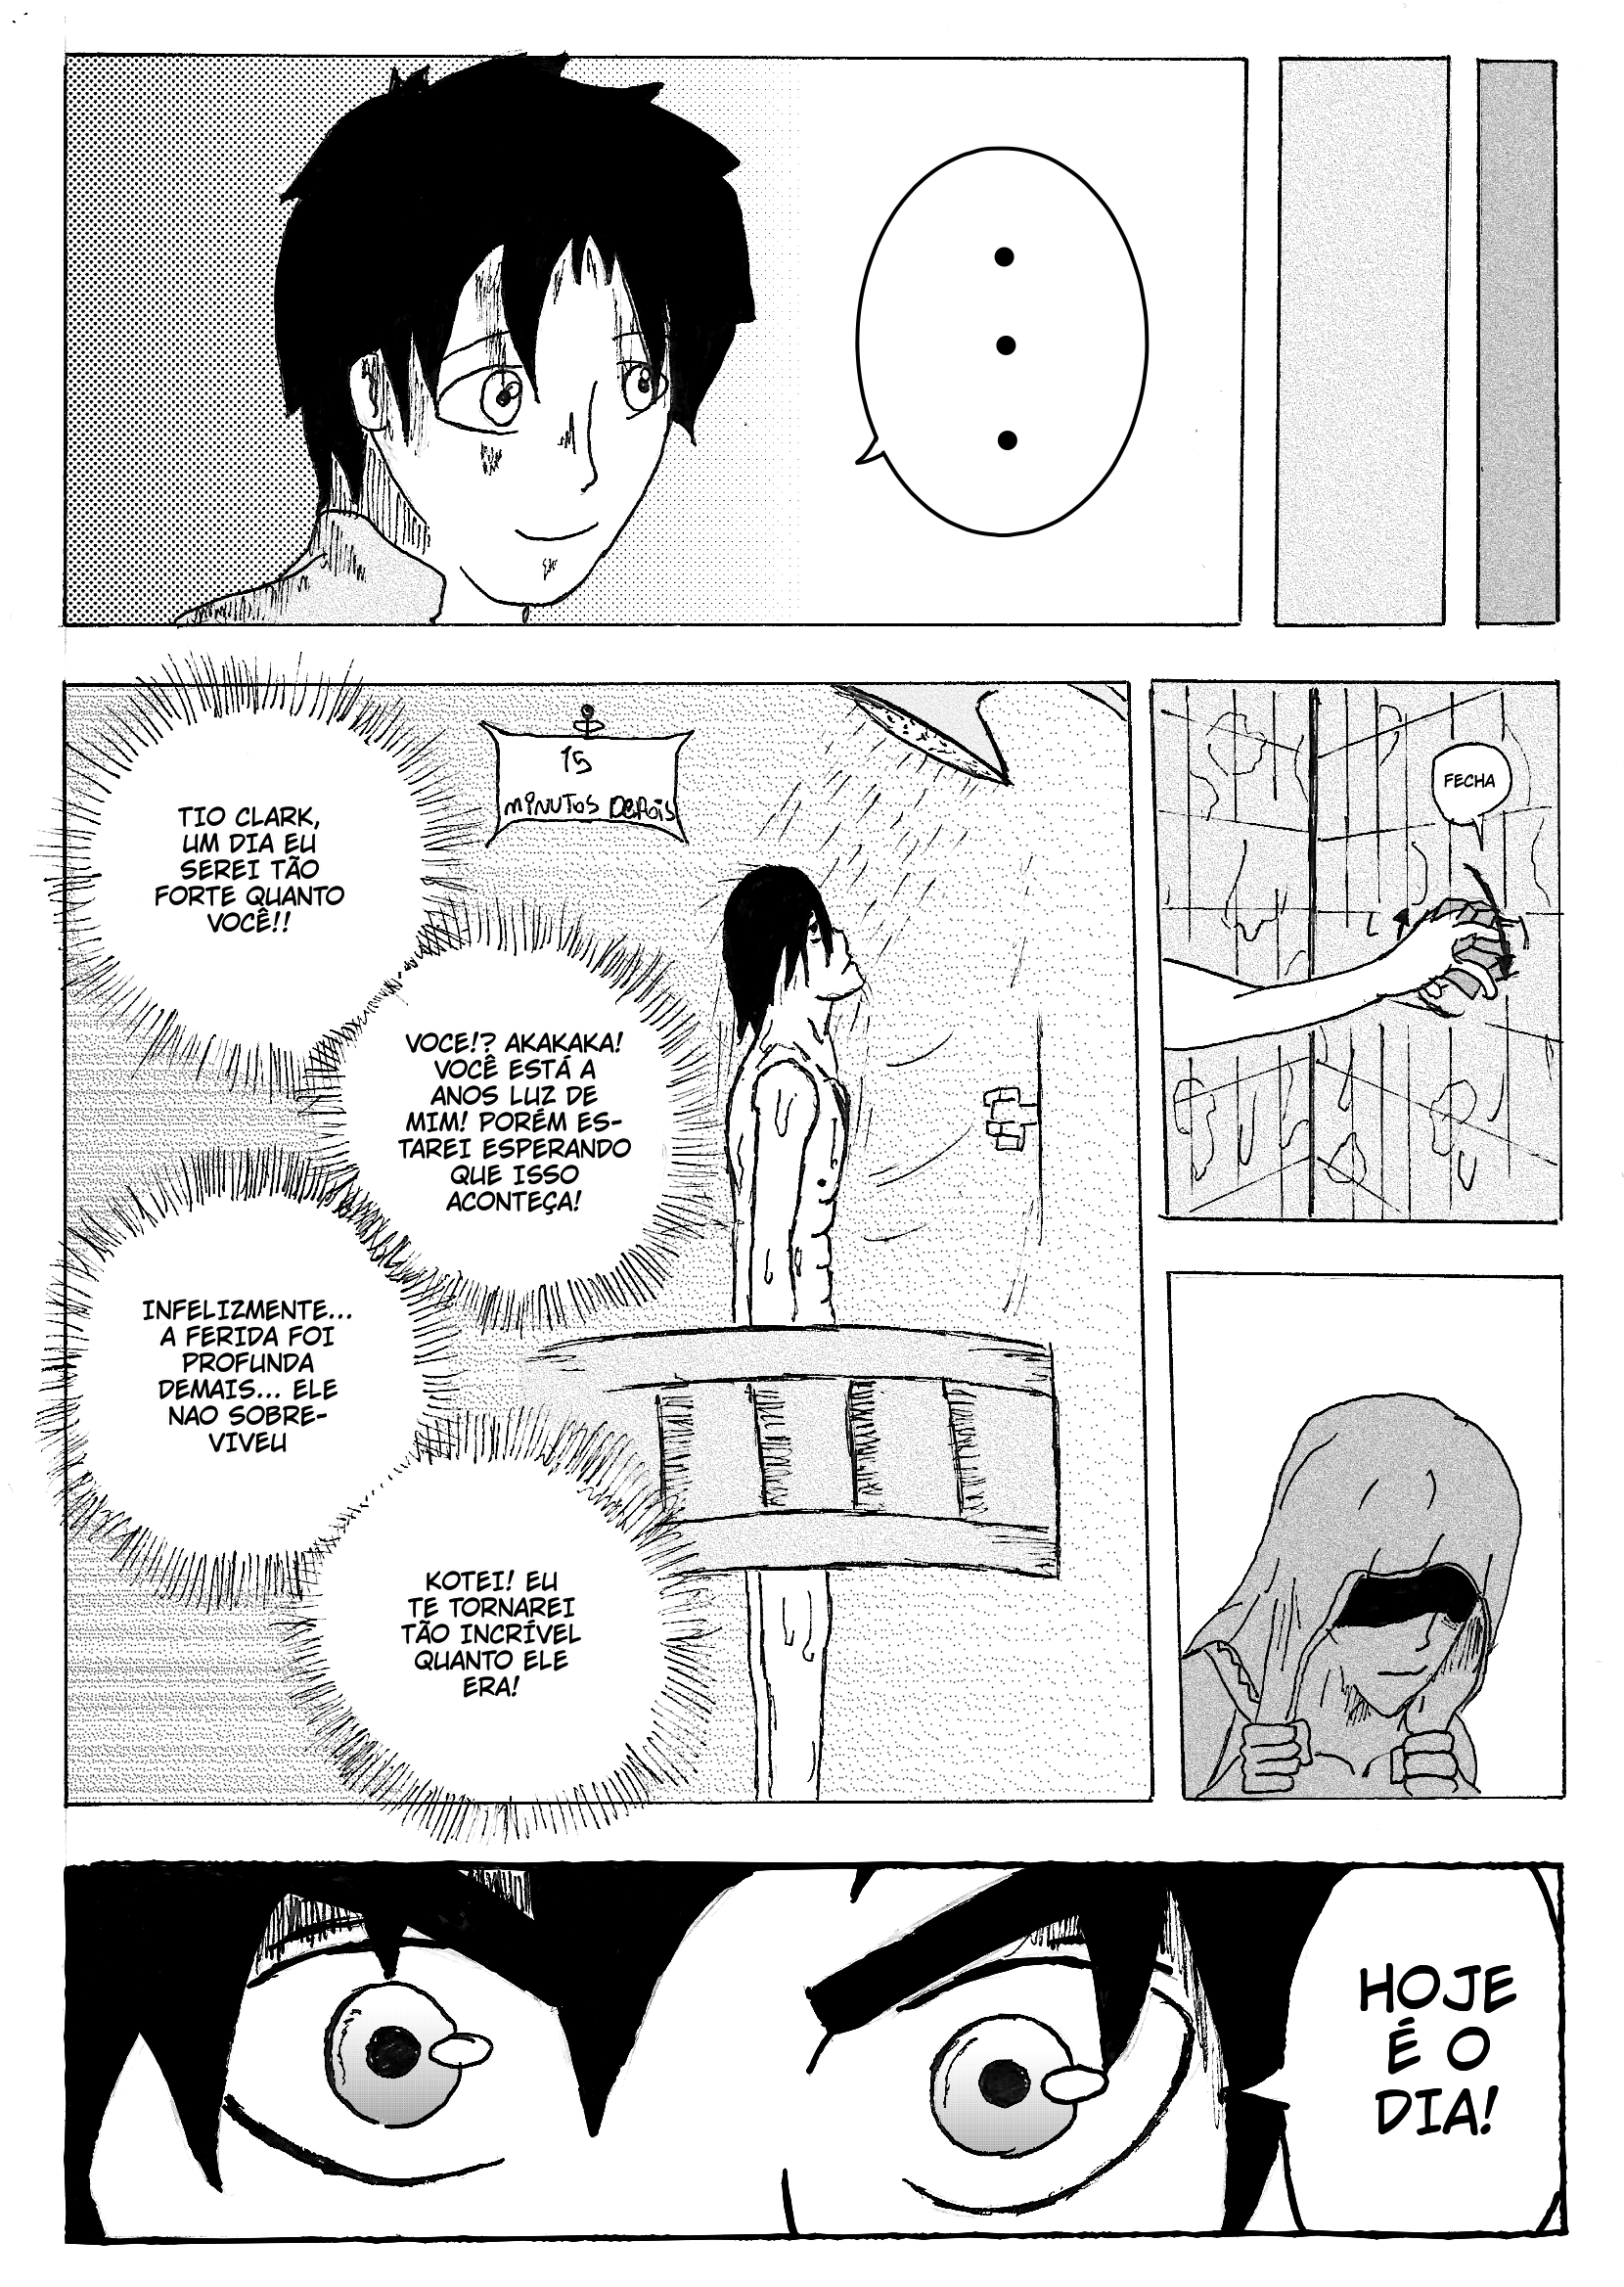 •
•
•
15
MINUTOS DEPOIS
TIO CLARK,
UM DIA EU
SEREI TÃO
FORTE QUANTO
VOCÊ!!
VOCE!? AKAKAKA!
VOCÊ ESTÁ A
ANOS LUZ DE
MIM! PORÉM ES-
TAREI ESPERANDO
QUE ISSO
ACONTEÇA!
INFELIZMENTE...
A FERIDA FOI
PROFUNDA
DEMAIS... ELE
NAO SOBRE-
VIVEU
KOTEI! EU
TE TORNAREI
TÃO INCRÍVEL
QUANTO ELE
ERA!
FECHA
HOJE
É O
DIA!